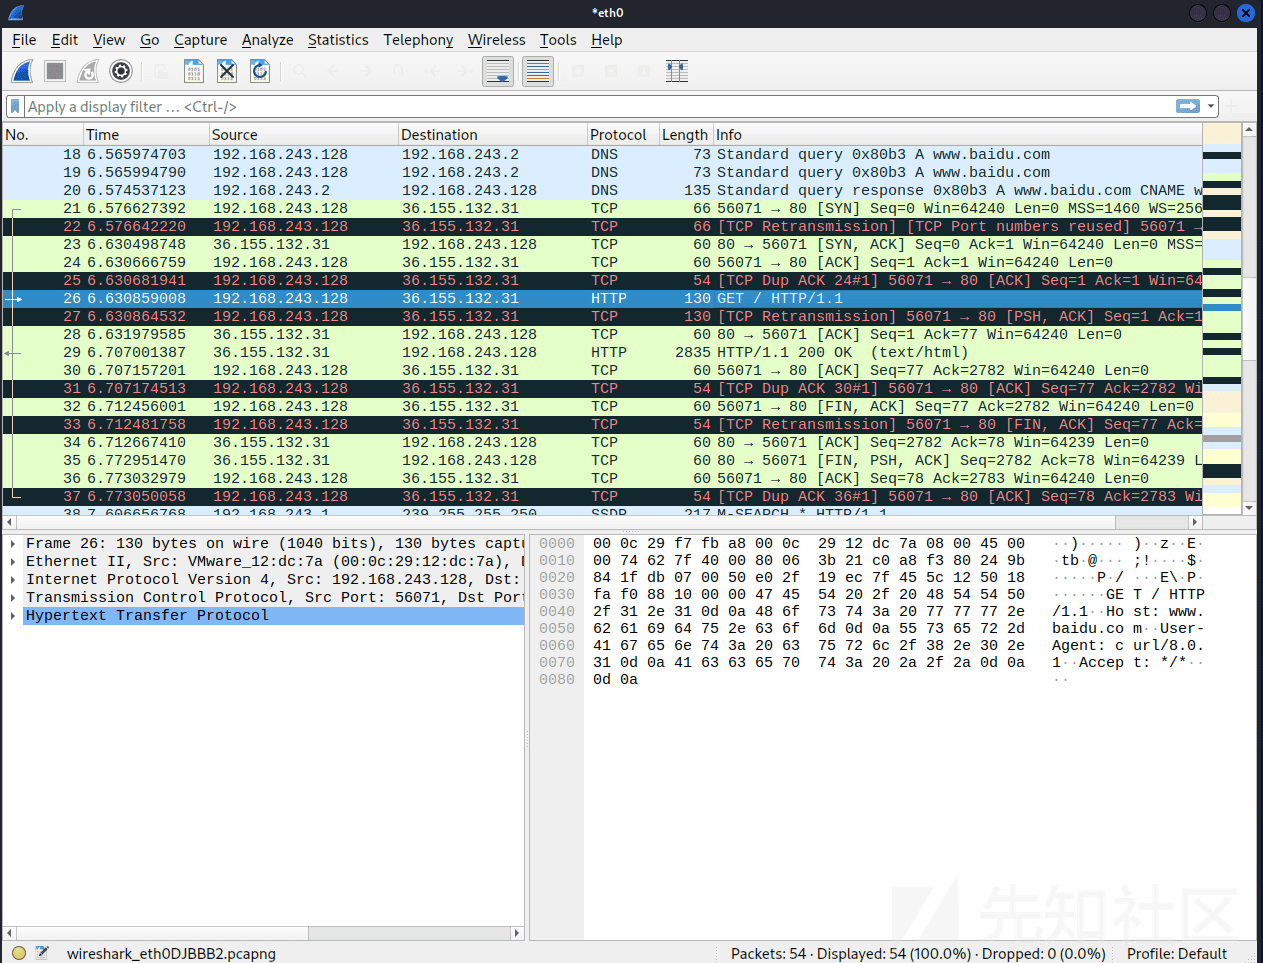 *eth0
File Edit View Go Capture Analyze Statistics Telephony Wireless Tools Help
Apply a display filter … <Ctrl-/>
No. Time Source Destination Protocol Length Info
18 6.565974703 192.168.243.128 192.168.243.2 DNS 73 Standard query 0x80b3 A www.baidu.com
19 6.565994790 192.168.243.128 192.168.243.2 DNS 73 Standard query 0x80b3 A www.baidu.com
20 6.574537123 192.168.243.2 192.168.243.128 DNS 135 Standard query response 0x80b3 A www.baidu.com CNAME w
21 6.576627392 192.168.243.128 36.155.132.31 TCP 66 56071 → 80 [SYN] Seq=0 Win=64240 Len=0 MSS=1460 WS=256
22 6.576642220 192.168.243.128 36.155.132.31 TCP 66 [TCP Retransmission] [TCP Port numbers reused] 56071 →
23 6.630498748 36.155.132.31 192.168.243.128 TCP 60 80 → 56071 [SYN, ACK] Seq=0 Ack=1 Win=64240 Len=0 MSS=
24 6.630666759 192.168.243.128 36.155.132.31 TCP 60 56071 → 80 [ACK] Seq=1 Ack=1 Win=64240 Len=0
25 6.630681941 192.168.243.128 36.155.132.31 TCP 54 [TCP Dup ACK 24#1] 56071 → 80 [ACK] Seq=1 Ack=1 Win=64
26 6.630859008 192.168.243.128 36.155.132.31 HTTP 130 GET / HTTP/1.1
27 6.630864532 192.168.243.128 36.155.132.31 TCP 130 [TCP Retransmission] 56071 → 80 [PSH, ACK] Seq=1 Ack=1
28 6.631979585 36.155.132.31 192.168.243.128 TCP 60 80 → 56071 [ACK] Seq=1 Ack=77 Win=64240 Len=0
29 6.707001387 36.155.132.31 192.168.243.128 HTTP 2835 HTTP/1.1 200 OK (text/html)
30 6.707157201 192.168.243.128 36.155.132.31 TCP 60 56071 → 80 [ACK] Seq=77 Ack=2782 Win=64240 Len=0
31 6.707174513 192.168.243.128 36.155.132.31 TCP 54 [TCP Dup ACK 30#1] 56071 → 80 [ACK] Seq=77 Ack=2782 Wi
32 6.712456001 192.168.243.128 36.155.132.31 TCP 60 56071 → 80 [FIN, ACK] Seq=77 Ack=2782 Win=64240 Len=0
33 6.712481758 192.168.243.128 36.155.132.31 TCP 54 [TCP Retransmission] 56071 → 80 [FIN, ACK] Seq=77 Ack=
34 6.712667410 36.155.132.31 192.168.243.128 TCP 60 80 → 56071 [ACK] Seq=2782 Ack=78 Win=64239 Len=0
35 6.772951470 36.155.132.31 192.168.243.128 TCP 60 80 → 56071 [FIN, PSH, ACK] Seq=2782 Ack=78 Win=64239 L
36 6.773032979 192.168.243.128 36.155.132.31 TCP 60 56071 → 80 [ACK] Seq=78 Ack=2783 Win=64240 Len=0
37 6.773050058 192.168.243.128 36.155.132.31 TCP 54 [TCP Dup ACK 36#1] 56071 → 80 [ACK] Seq=78 Ack=2783 Wi
38 7.606656768 192.168.243.1 239.255.255.250 SSDP 217 M-SEARCH * HTTP/1.1
Frame 26: 130 bytes on wire (1040 bits), 130 bytes captu
Ethernet II, Src: VMware_12:dc:7a (00:0c:29:12:dc:7a), D
Internet Protocol Version 4, Src: 192.168.243.128, Dst:
Transmission Control Protocol, Src Port: 56071, Dst Port
Hypertext Transfer Protocol
0000 00 0c 29 f7 fb a8 00 0c 29 12 dc 7a 08 00 45 00 ··)····· )··z··E·
0010 00 74 62 7f 40 00 80 06 3b 21 c0 a8 f3 80 24 9b ·tb·@··· ;!····$·
0020 84 1f db 07 00 50 e0 2f 19 ec 7f 45 5c 12 50 18 ·····P·/ ···E\·P·
0030 fa f0 88 10 00 00 47 45 54 20 2f 20 48 54 54 50 ······GE T / HTTP
0040 2f 31 2e 31 0d 0a 48 6f 73 74 3a 20 77 77 77 2e /1.1··Ho st: www.
0050 62 61 69 64 75 2e 63 6f 6d 0d 0a 55 73 65 72 2d baidu.co m··User-
0060 41 67 65 6e 74 3a 20 63 75 72 6c 2f 38 2e 30 2e Agent: c url/8.0.
0070 31 0d 0a 41 63 63 65 70 74 3a 20 2a 2f 2a 0d 0a 1··Accep t: */*··
0080 0d 0a ··
先知社区
wireshark_eth0DJBBB2.pcapng Packets: 54 · Displayed: 54 (100.0%) · Dropped: 0 (0.0%) Profile: Default